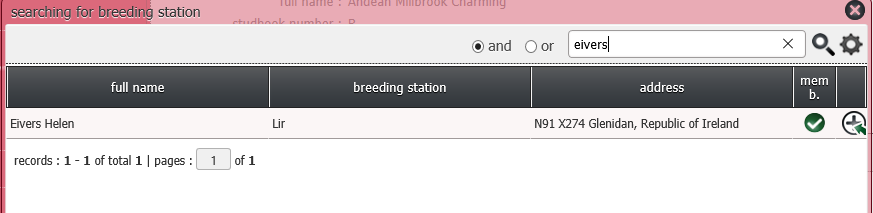 full name : Andean Millbrook Charming
searching for breeding station
studbook number : P
and or eivers
full name breeding station address mem b.
Eivers Helen Lir N91 X274 Glenidan, Republic of Ireland
records : 1 - 1 of total 1 | pages : 1 of 1